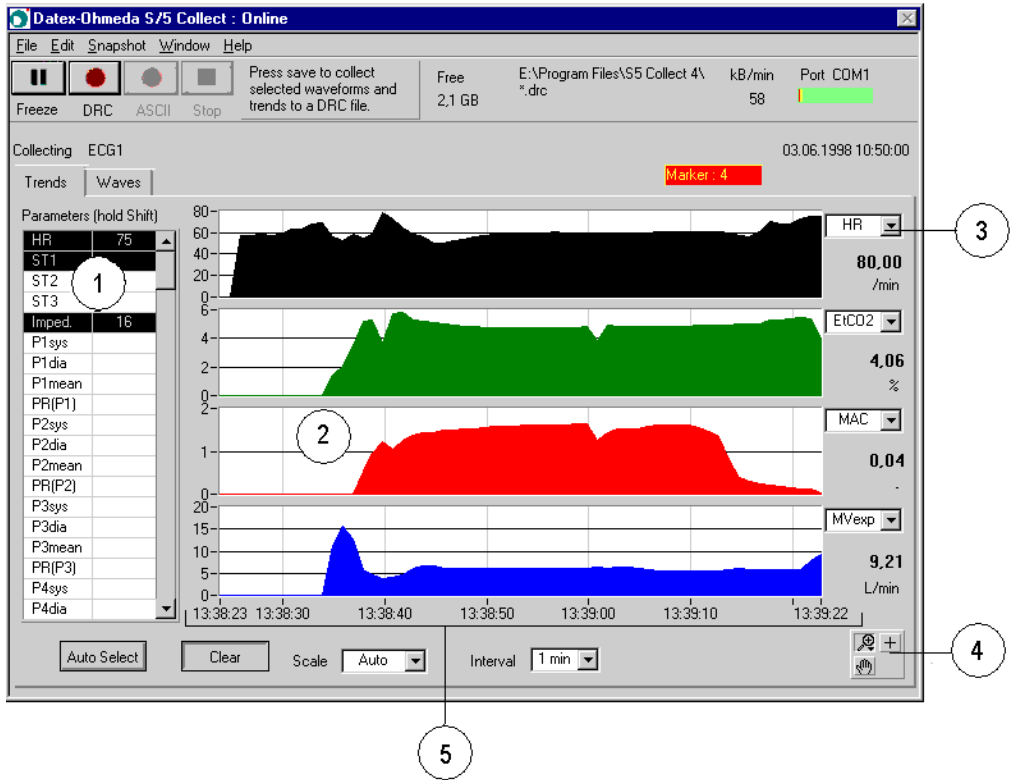 Datex-Ohmeda S/5 Collect : Online
File Edit Snapshot Window Help
Freeze DRC ASCII Stop
Press save to collect
selected waveforms and
trends to a DRC file.
Free
2,1 GB
E:\Program Files\S5 Collect 4\
*.drc
kB/min
58
Port COM1
Collecting ECG1
03.06.1998 10:50:00
Marker : 4
Trends Waves
Parameters (hold Shift)
HR 75
ST1
ST2
ST3
Imped. 16
P1sys
P1dia
P1mean
PR(P1)
P2sys
P2dia
P2mean
PR(P2)
P3sys
P3dia
P3mean
PR(P3)
P4sys
P4dia
1
80
60
40
20
0
HR
80,00
/min
3
6
4
2
0
EtCO2
4,06
%
2
1
0
2
MAC
0,04
-
20
15
10
5
0
MVexp
9,21
L/min
13:38:23 13:38:30 13:38:40 13:38:50 13:39:00 13:39:10 13:39:22
Auto Select Clear Scale Auto Interval 1 min
4
5